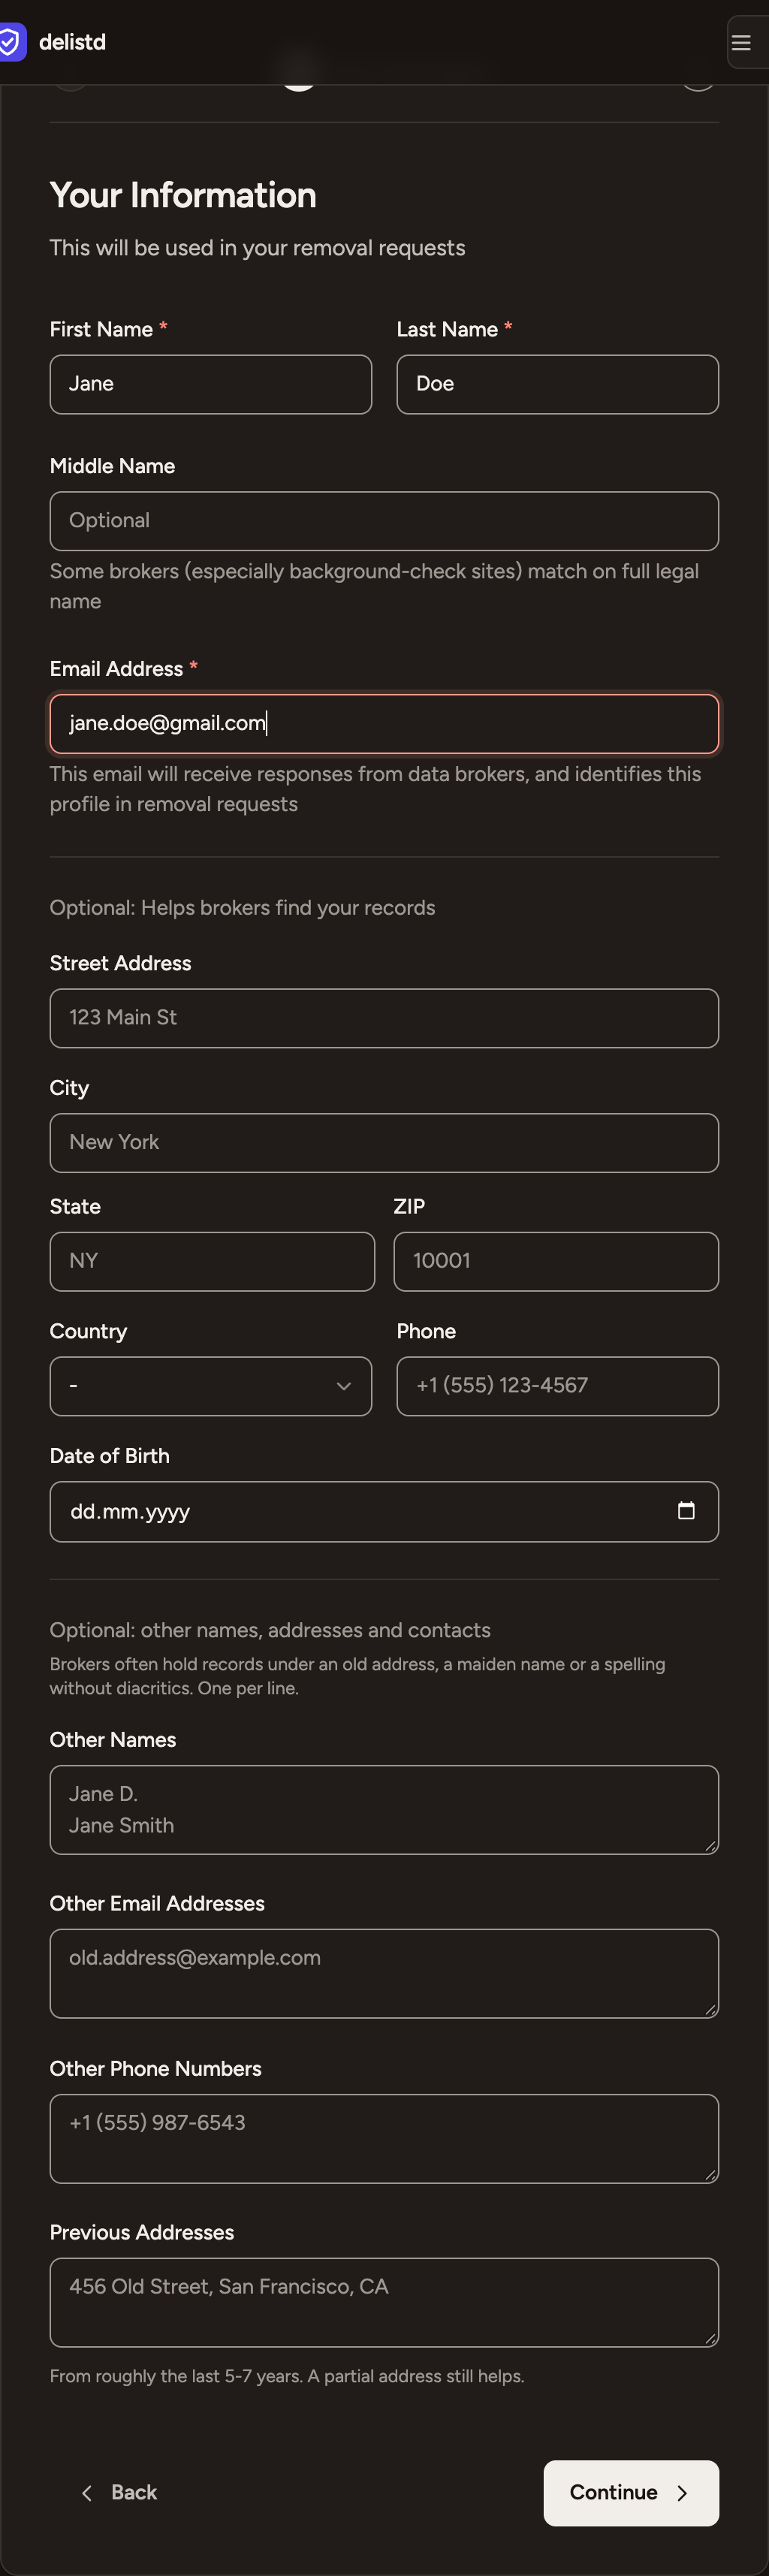 delistd
Your Information
This will be used in your removal requests
First Name *
Last Name *
Jane
Doe
Middle Name
Optional
Some brokers (especially background-check sites) match on full legal
name
Email Address *
jane.doe@gmail.com
This email will receive responses from data brokers, and identifies this
profile in removal requests
Optional: Helps brokers find your records
Street Address
123 Main St
City
New York
State
ZIP
NY
10001
Country
Phone
-
+1 (555) 123-4567
Date of Birth
dd.mm.yyyy
Optional: other names, addresses and contacts
Brokers often hold records under an old address, a maiden name or a spelling
without diacritics. One per line.
Other Names
Jane D.
Jane Smith
Other Email Addresses
old.address@example.com
Other Phone Numbers
+1 (555) 987-6543
Previous Addresses
456 Old Street, San Francisco, CA
From roughly the last 5-7 years. A partial address still helps.
Back
Continue